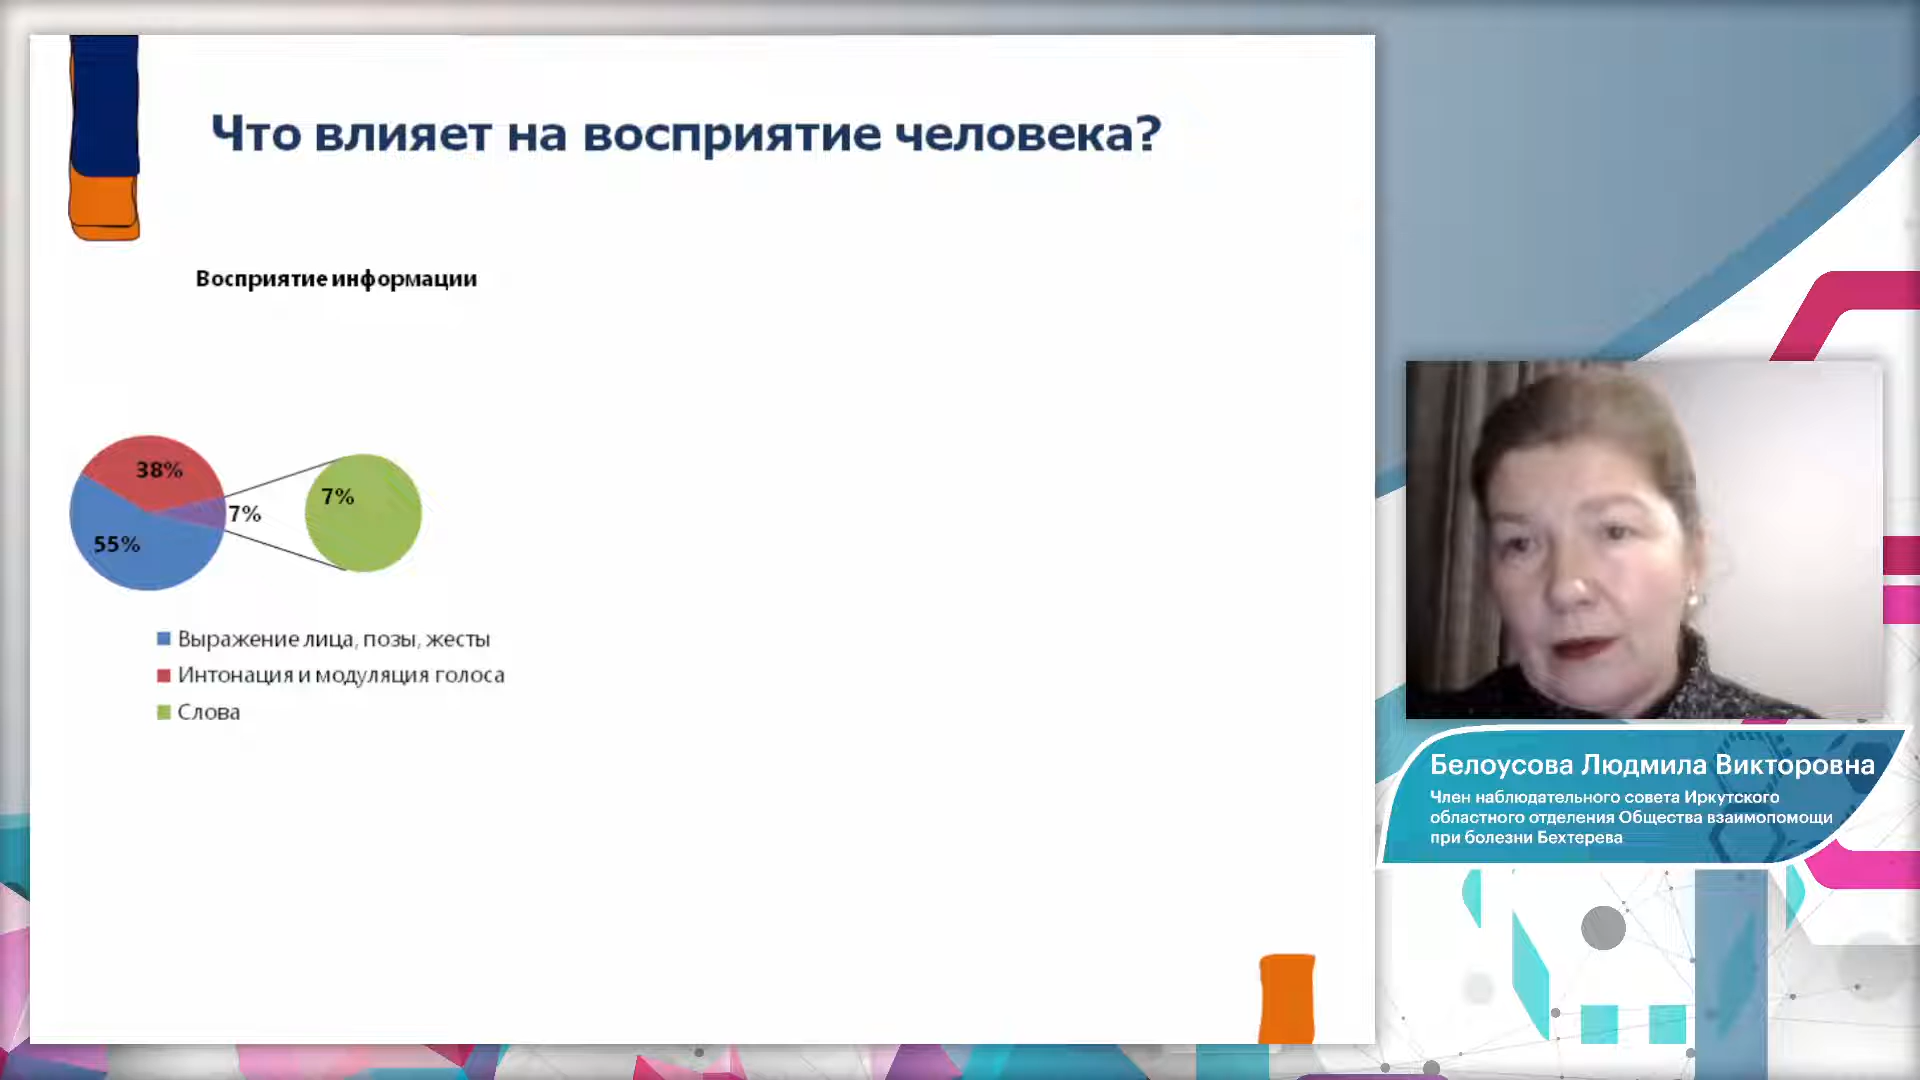 Что влияет на восприятие человека?
Восприятие информации
38%
7%
7%
55%
Выражение лица, позы, жесты
Интонация и модуляция голоса
Слова
Белоусова Людмила Викторовна
Член наблюдательного совета Иркутского
областного отделения Общества взаимопомощи
при болезни Бехтерева